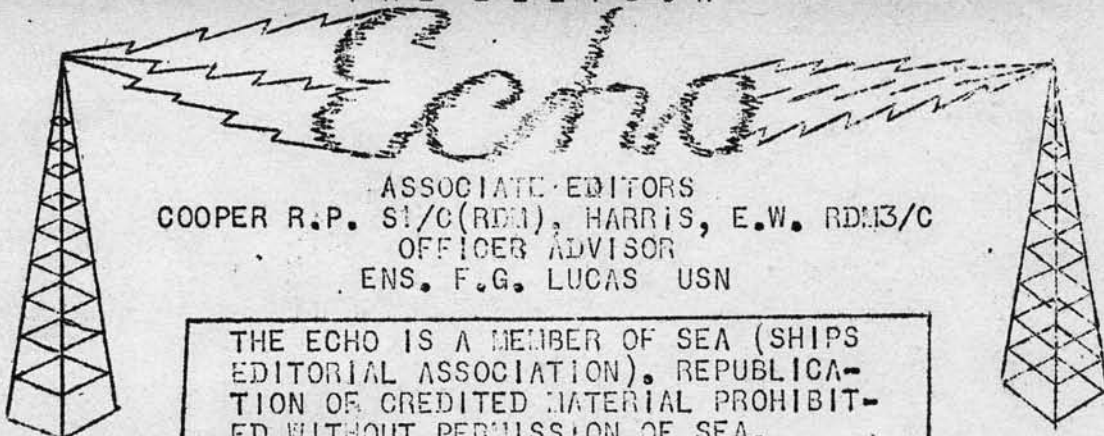 Echo
ASSOCIATE EDITORS
COOPER R.P. S1/C(RDM), HARRIS, E.W. RDM3/C
OFFICER ADVISOR
ENS. F.G. LUCAS USN
THE ECHO IS A MEMBER OF SEA (SHIPS
EDITORIAL ASSOCIATION). REPUBLICA-
TION OF CREDITED MATERIAL PROHIBIT-
ED WITHOUT PERMISSION OF SEA.